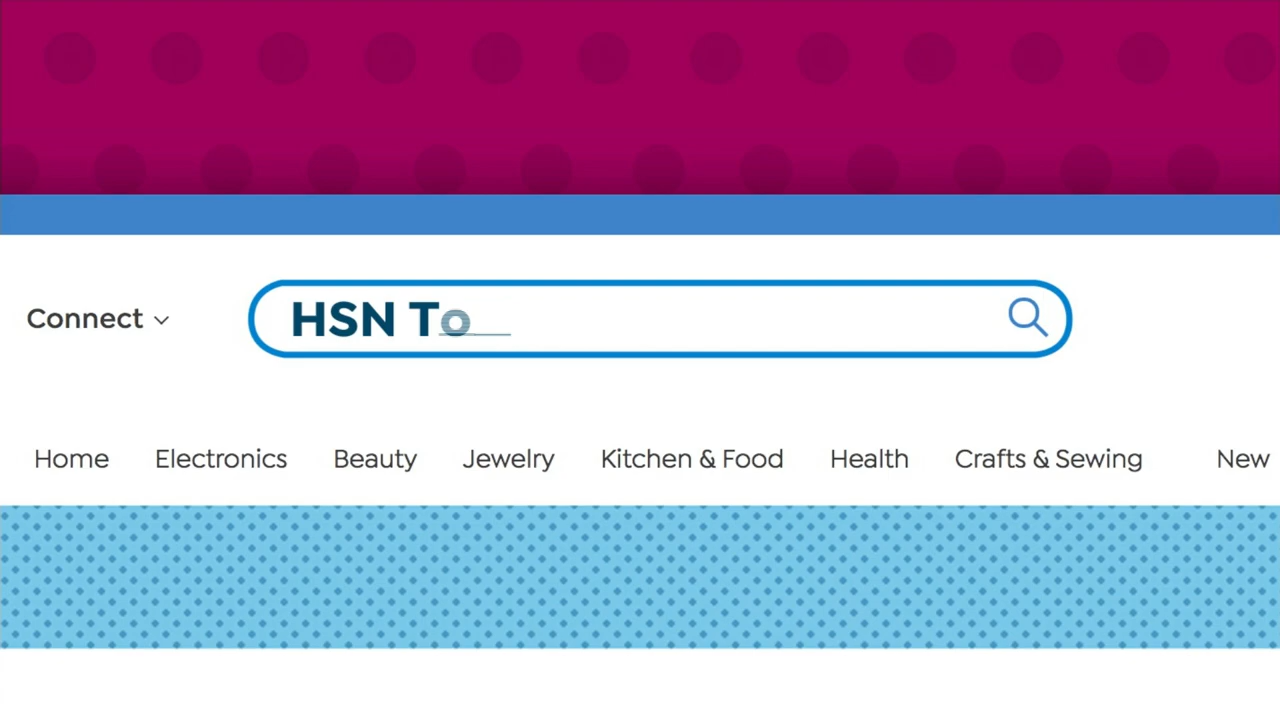 Connect
HSN To
Home Electronics Beauty Jewelry Kitchen & Food Health Crafts & Sewing New